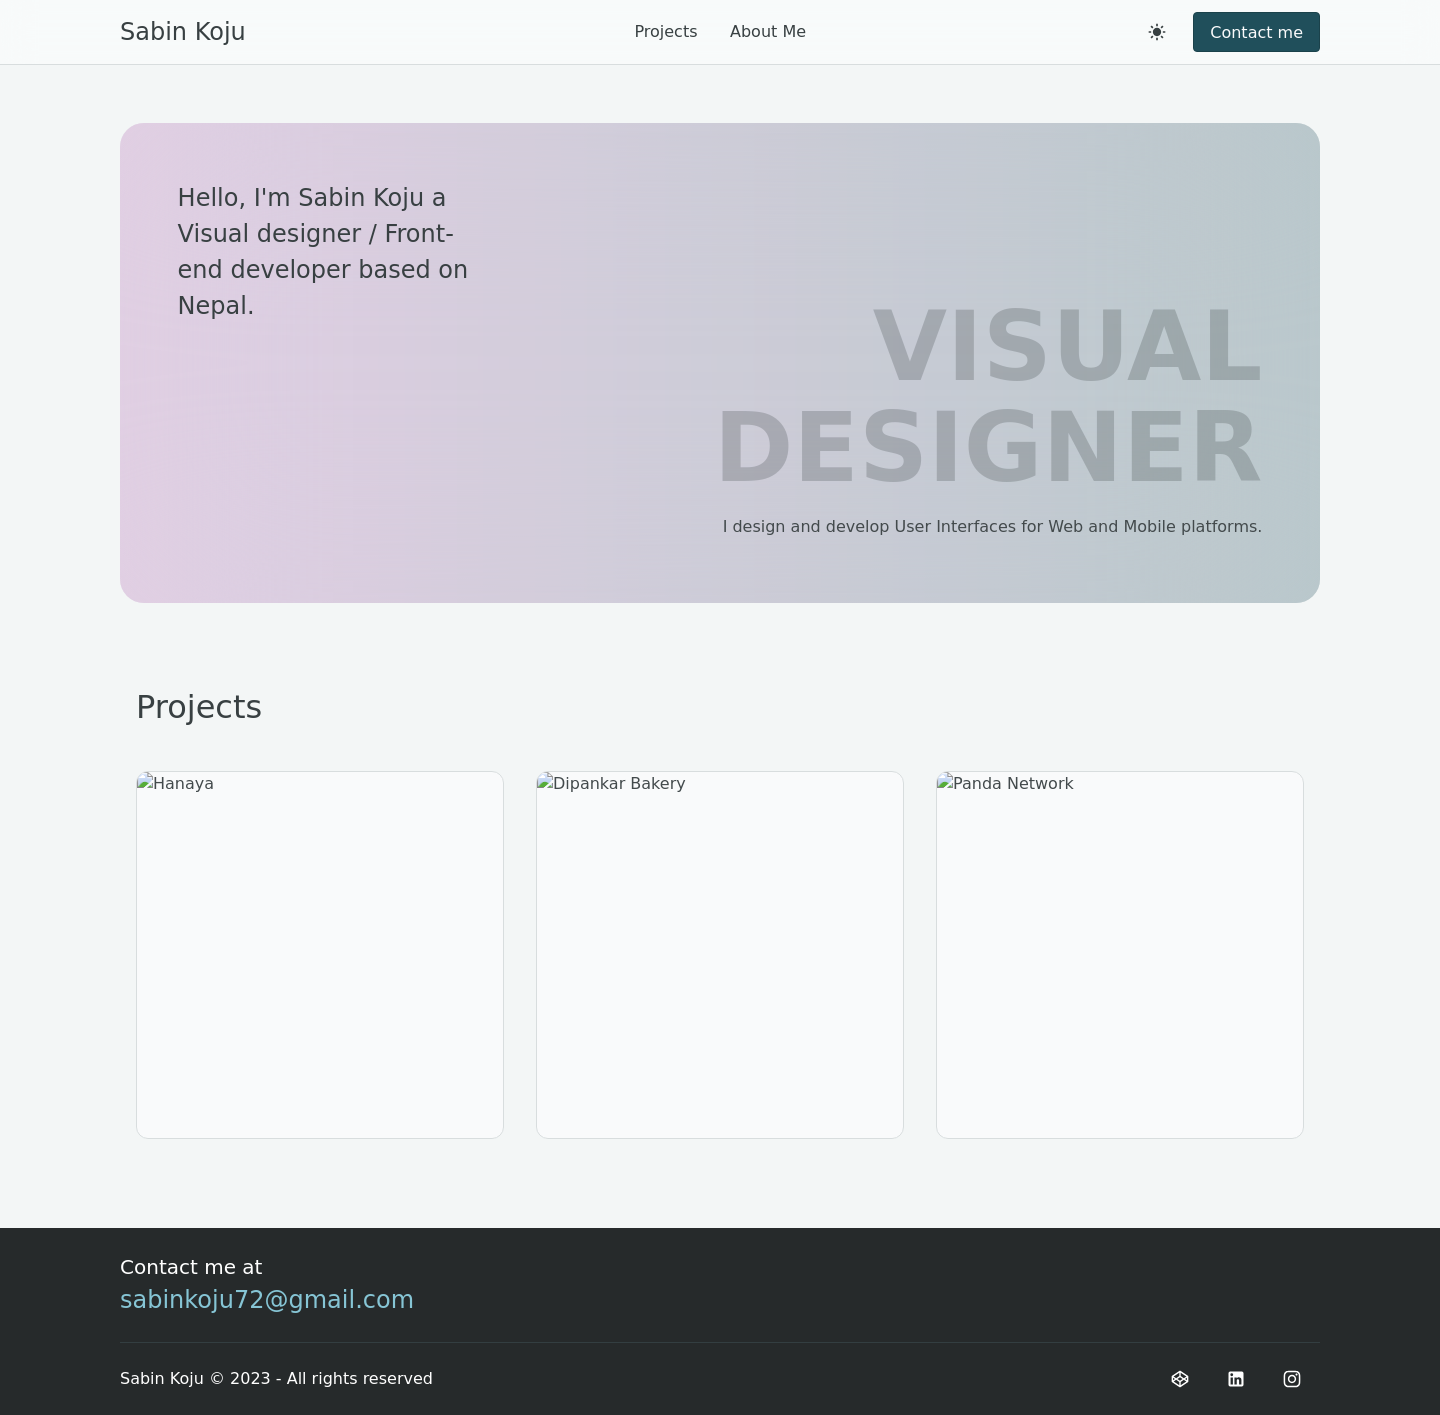 Sabin Koju
Projects
About Me
Contact me
Hello, I'm Sabin Koju a
Visual designer / Front-
end developer based on
Nepal.
VISUAL
DESIGNER
I design and develop User Interfaces for Web and Mobile platforms.
Projects
Hanaya
Dipankar Bakery
Panda Network
Contact me at
sabinkoju72@gmail.com
Sabin Koju © 2023 - All rights reserved